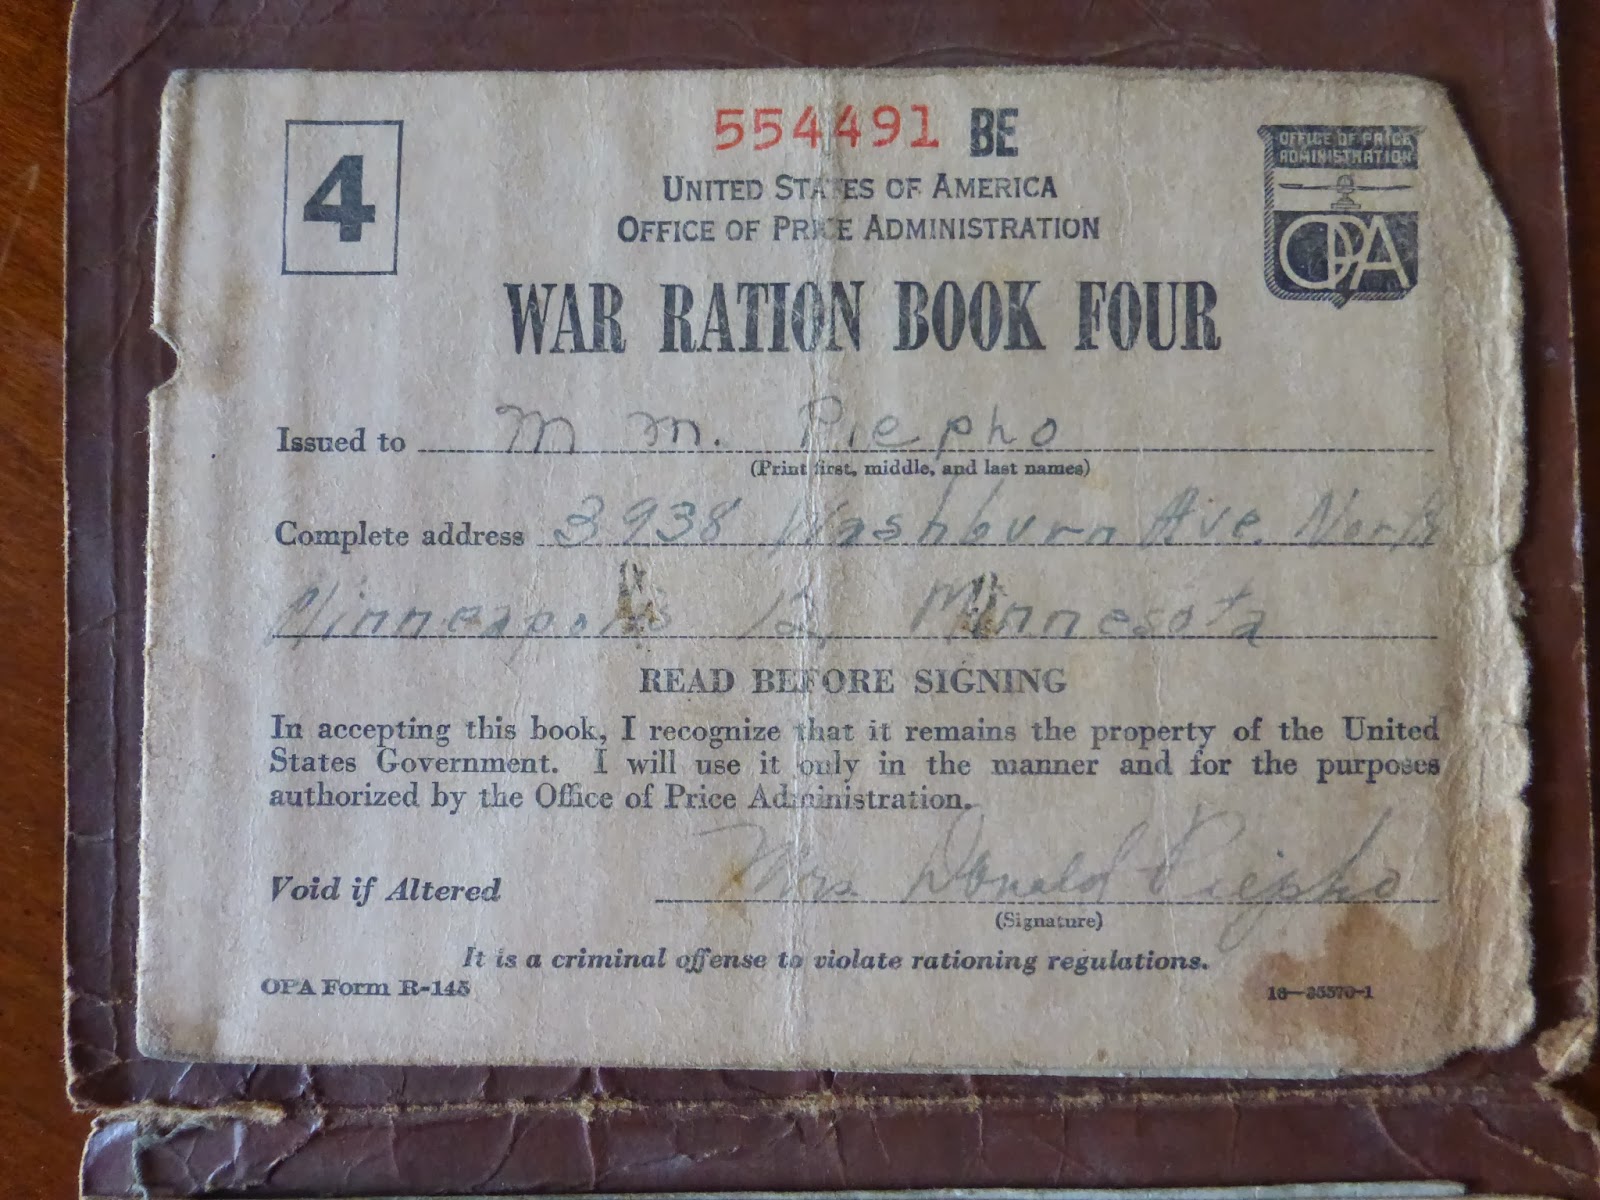 554491 BE
4
OFFICE OF PRICE
ADMINISTRATION
OPA
UNITED STATES OF AMERICA
OFFICE OF PRICE ADMINISTRATION
WAR RATION BOOK FOUR
Issued to M M. Piepho
(Print first, middle, and last names)
Complete address 3938 Washburn Ave. North
Minneapolis 12, Minnesota
READ BEFORE SIGNING
In accepting this book, I recognize that it remains the property of the United
States Government. I will use it only in the manner and for the purposes
authorized by the Office of Price Administration.
Void if Altered Mrs Donald Piepho
(Signature)
It is a criminal offense to violate rationing regulations.
OPA Form R-145 16—35570-1